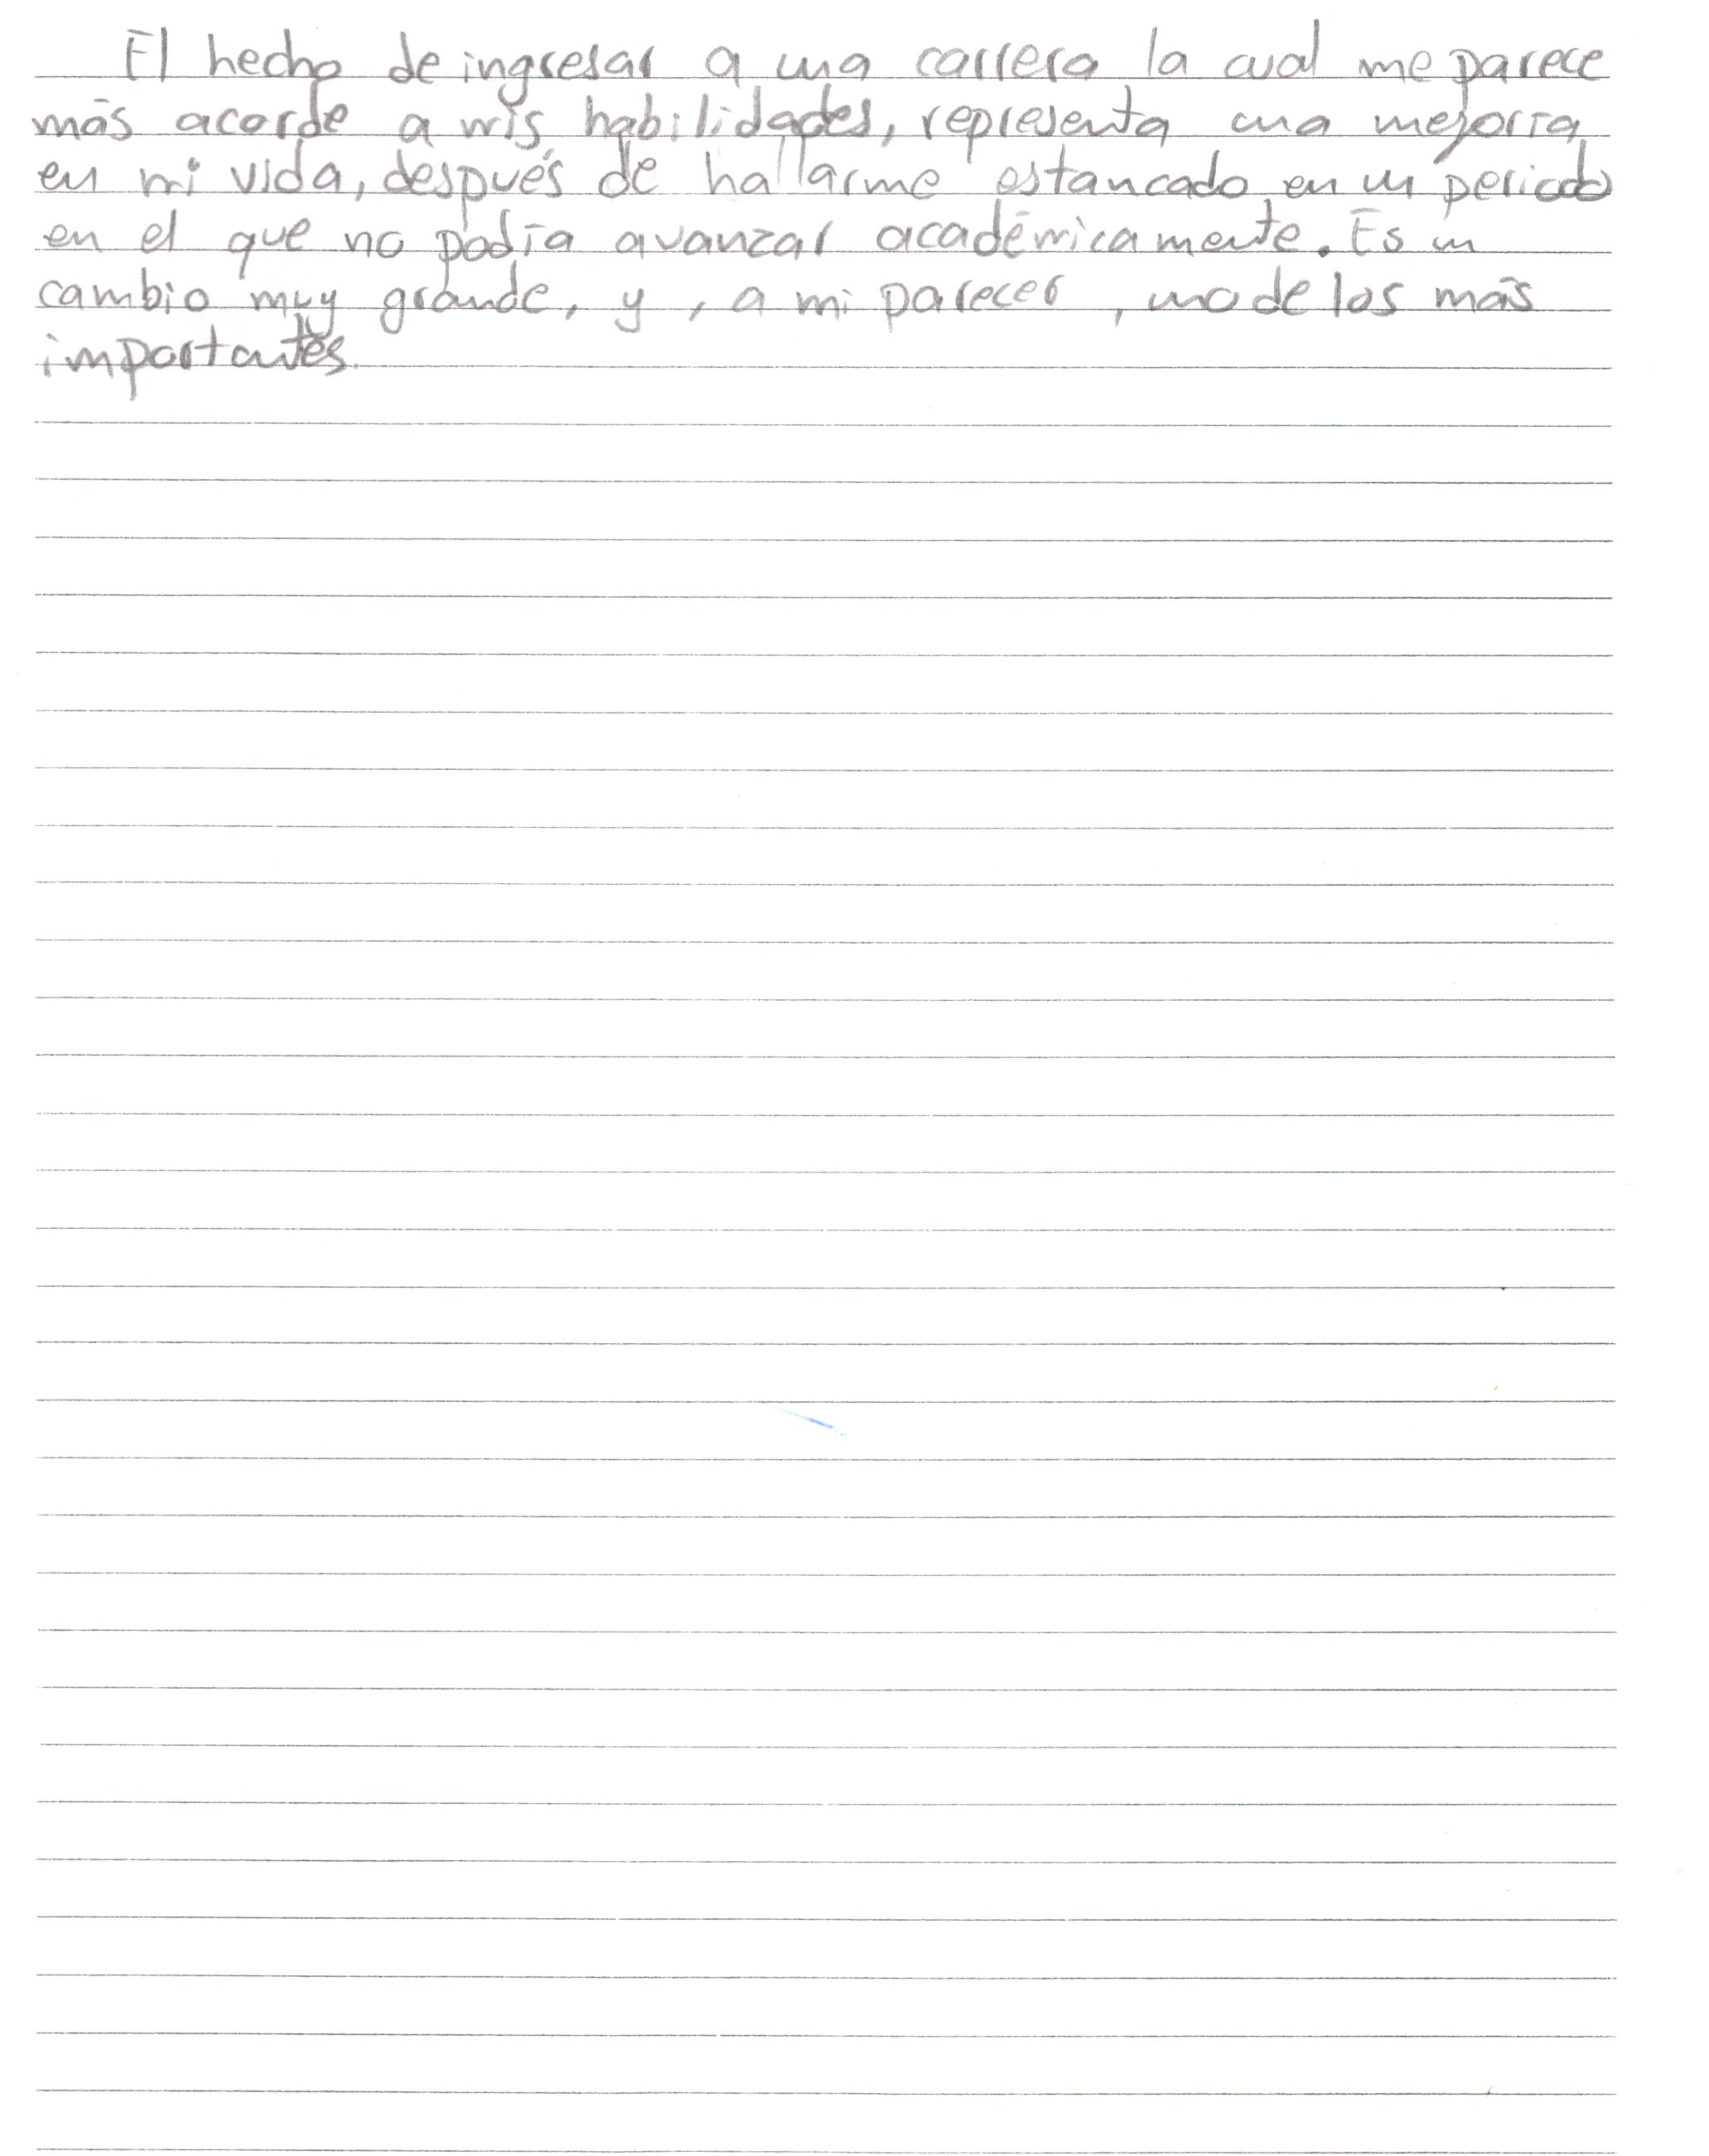 El hecho de ingresar a una carrera la cual me parece
más acorde a mis habilidades, representa una mejoría
en mi vida, después de hallarme estancado en un periodo
en el que no podía avanzar académicamente. Es un
cambio muy grande, y, a mi parecer, uno de los más
importantes.